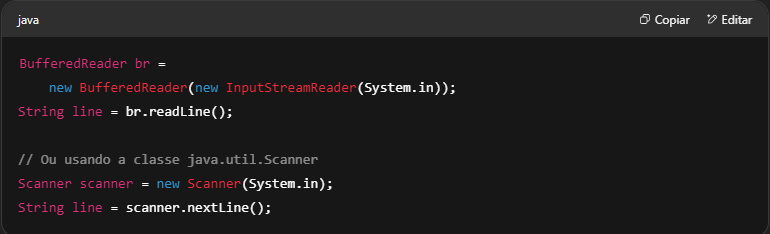 java
Copiar
Editar
BufferedReader br =
    new BufferedReader(new InputStreamReader(System.in));
String line = br.readLine();

// Ou usando a classe java.util.Scanner
Scanner scanner = new Scanner(System.in);
String line = scanner.nextLine();